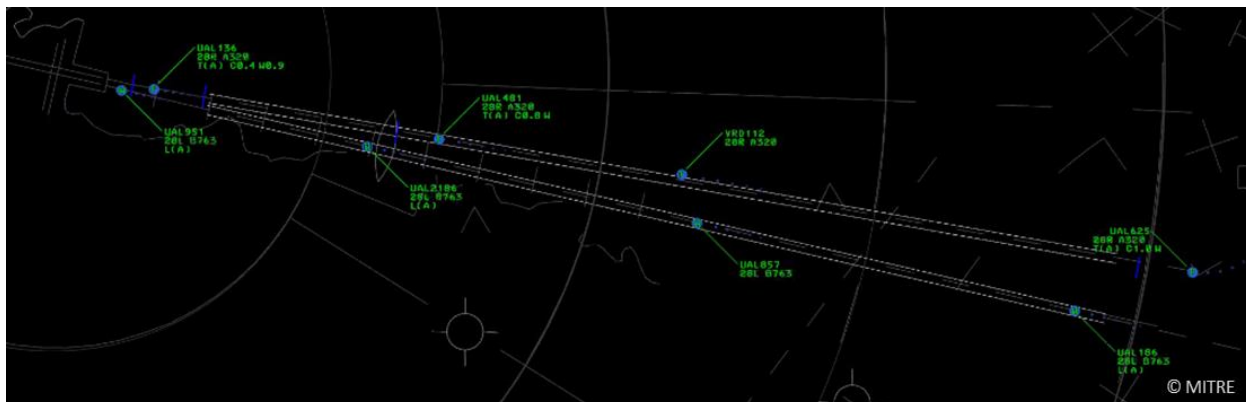 UAL136
28R A320
T(A) C0.4 W0.9
UAL951
28L B763
L(A)
UAL481
28R A320
T(A) C0.8 W
UAL2186
28L B763
L(A)
VRD112
28R A320
UAL857
28L B763
UAL625
28R A320
T(A) C1.0 W
UAL186
28L B763
L(A)
© MITRE